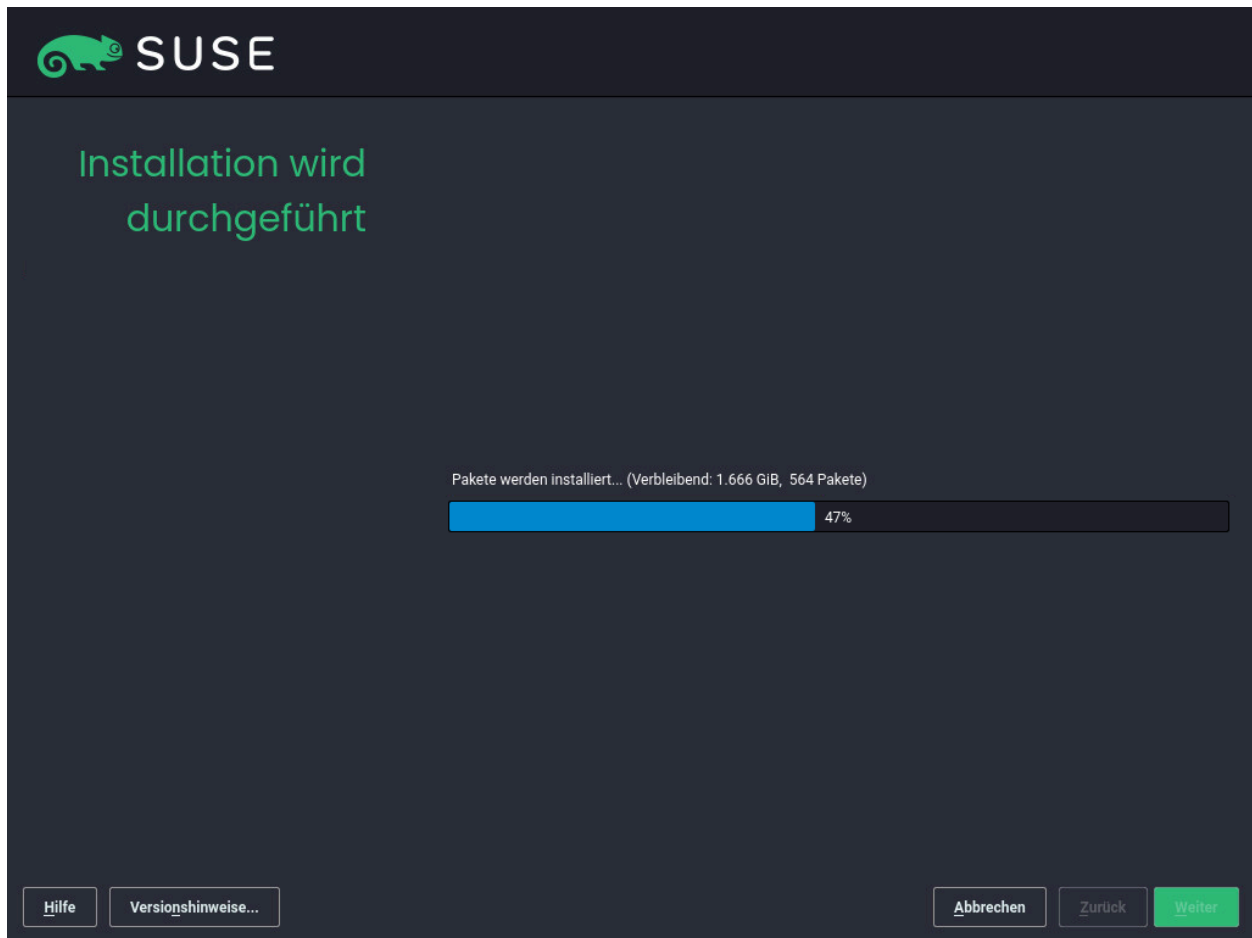 SUSE
Installation wird
durchgeführt
Pakete werden installiert... (Verbleibend: 1.666 GiB, 564 Pakete)
47%
Hilfe
Versionshinweise...
Abbrechen
Zurück
Weiter